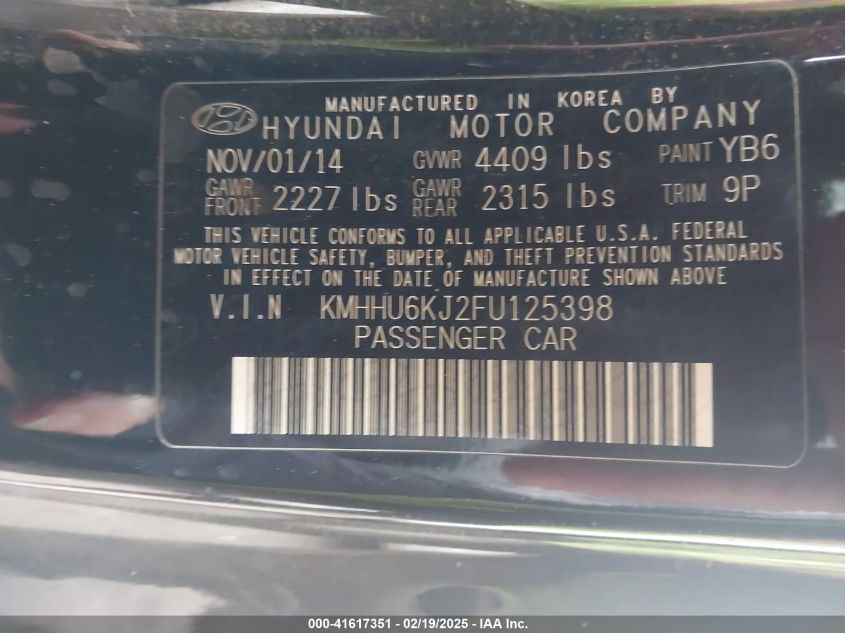 MANUFACTURED IN KOREA BY
HYUNDAI MOTOR COMPANY
NOV/01/14 GVWR 4409 lbs PAINT YB6
GAWR FRONT 2227 lbs GAWR REAR 2315 lbs TRIM 9P
THIS VEHICLE CONFORMS TO ALL APPLICABLE U.S.A. FEDERAL
MOTOR VEHICLE SAFETY, BUMPER, AND THEFT PREVENTION STANDARDS
IN EFFECT ON THE DATE OF MANUFACTURE SHOWN ABOVE
V.I.N KMHHU6KJ2FU125398
PASSENGER CAR
000-41617351 - 02/19/2025 - IAA Inc.